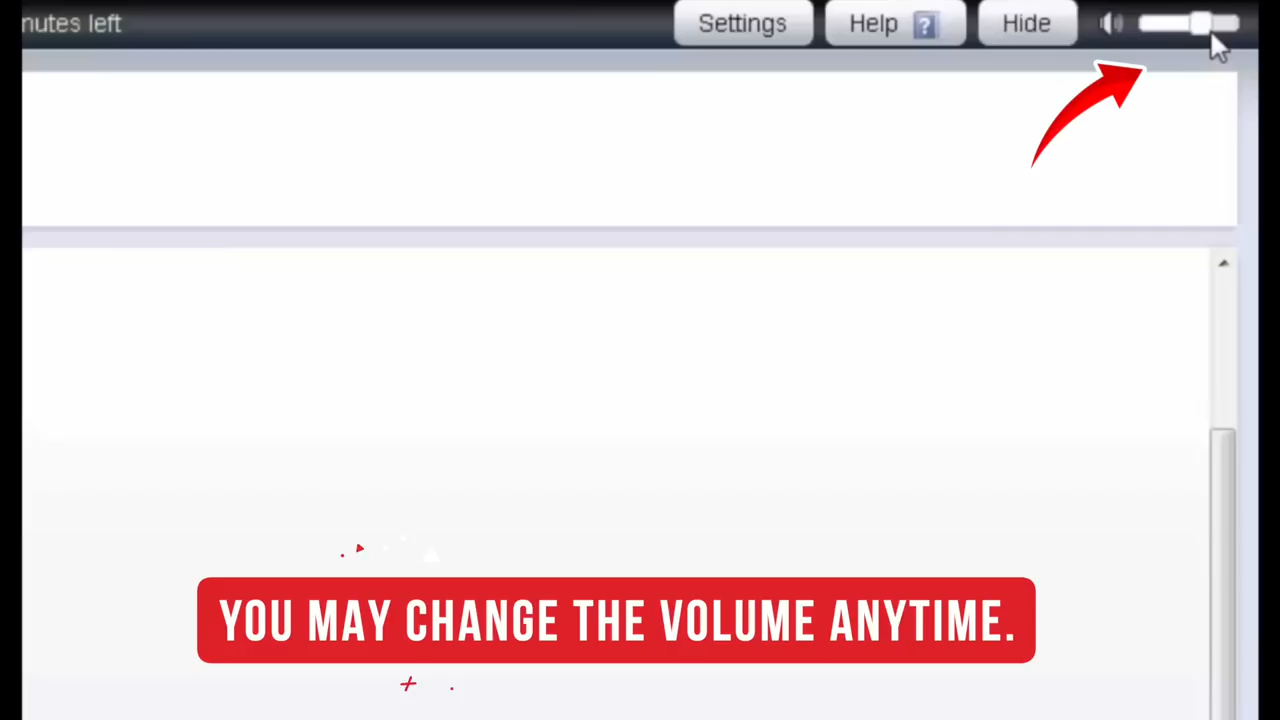 nutes left
Settings
Help ?
Hide
YOU MAY CHANGE THE VOLUME ANYTIME.